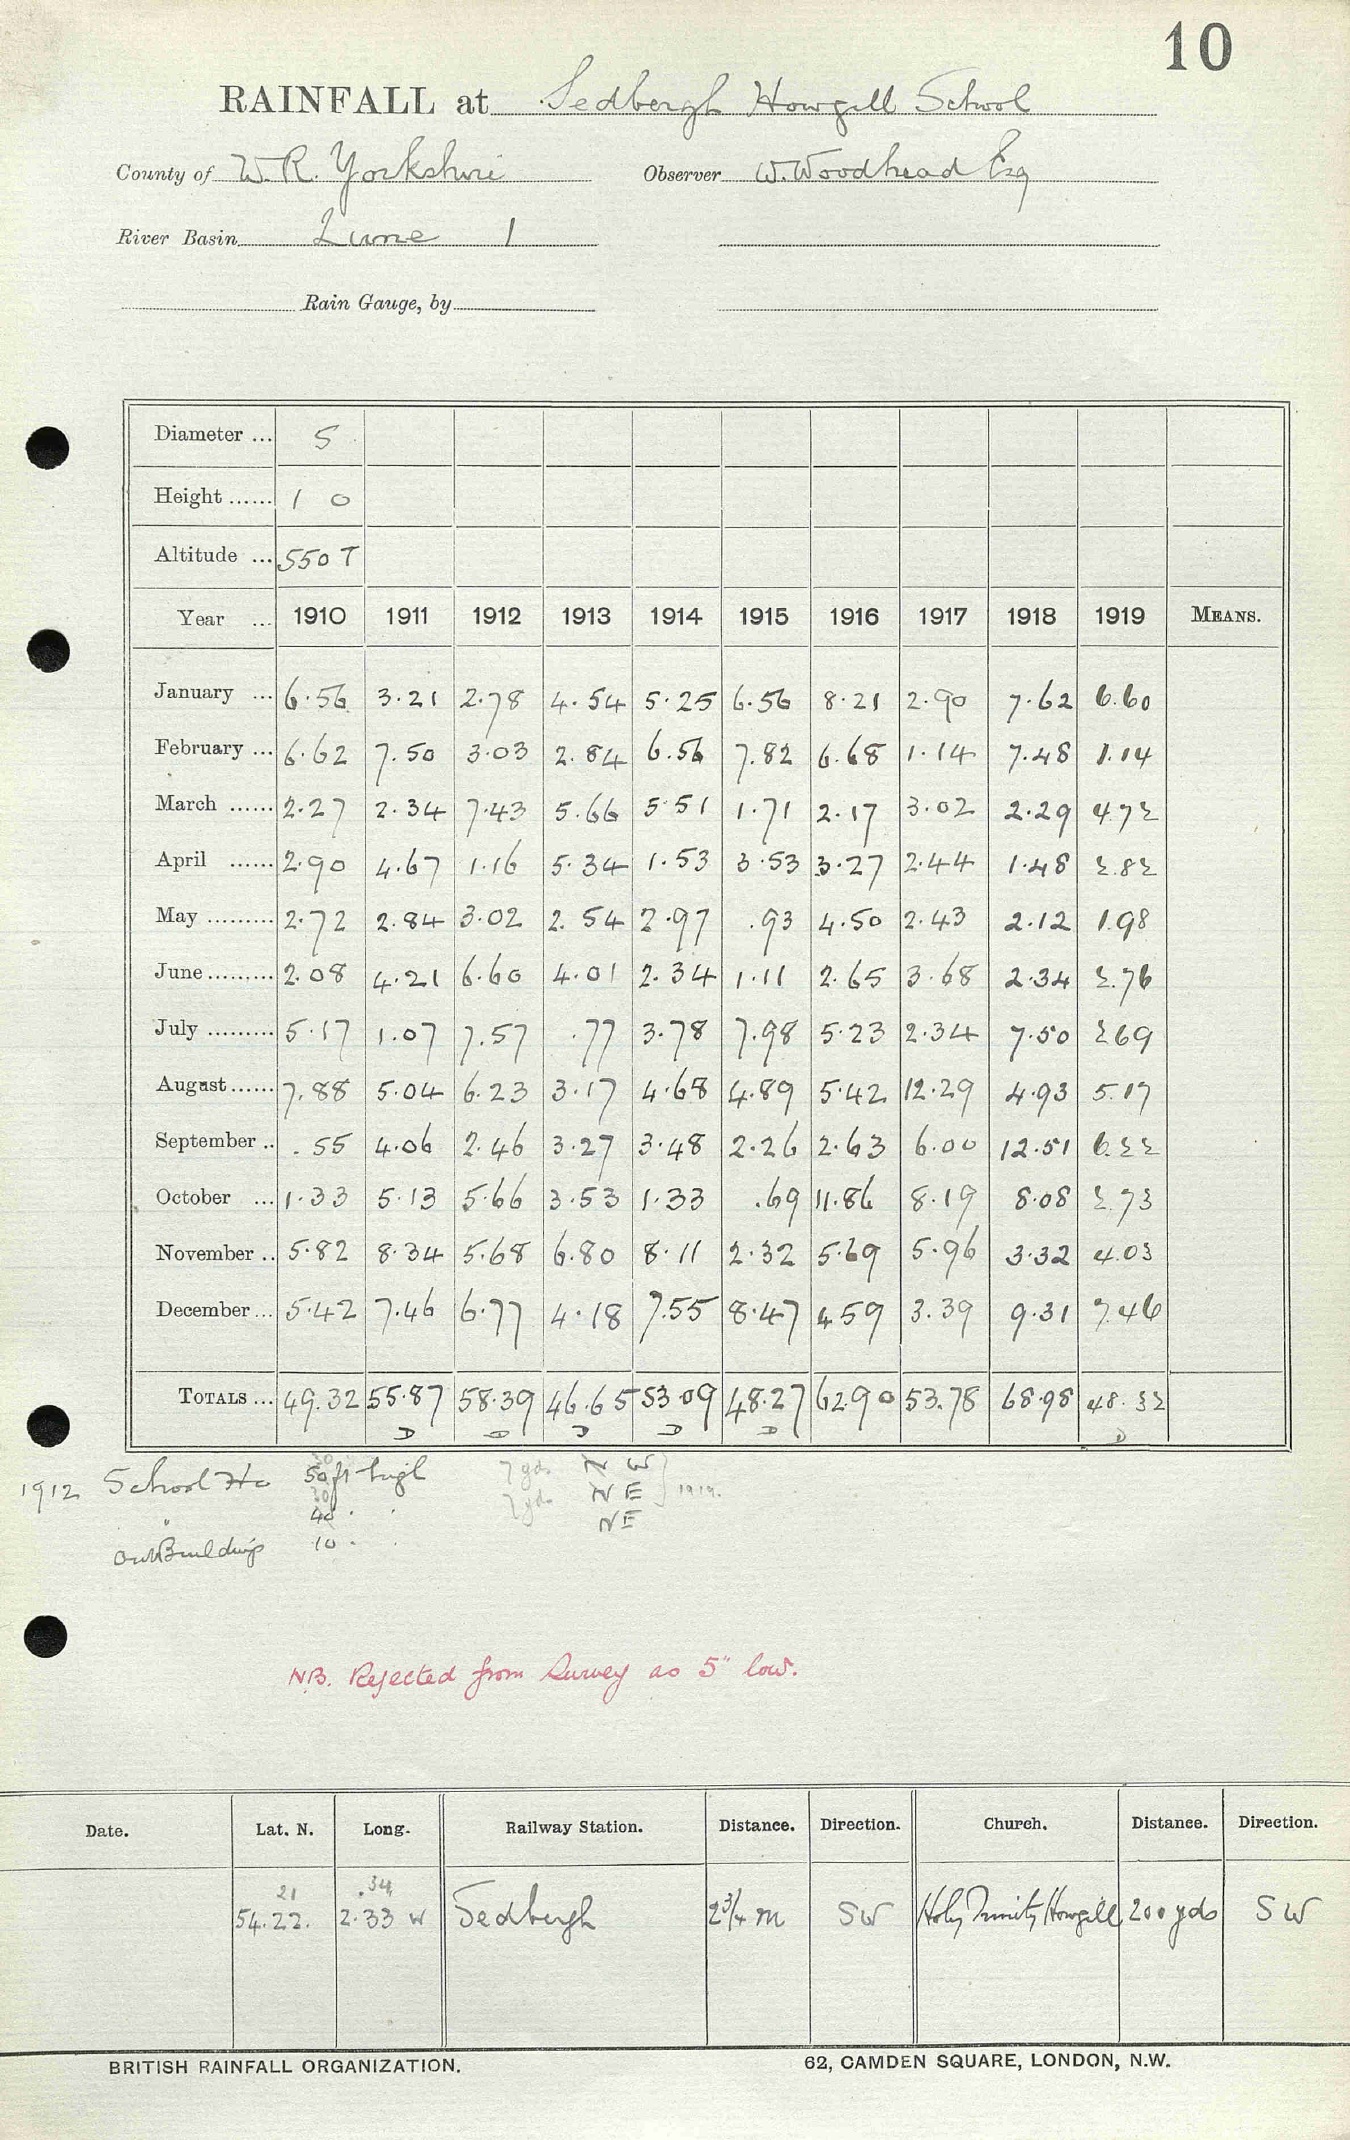 10
RAINFALL at Sedbergh Howgill School
County of W.R. Yorkshire Observer W. Woodhead Esq
River Basin Lune 1
Rain Gauge, by
Diameter ... 5
Height ...... 1 0
Altitude ... 550 T
Year ... 1910 1911 1912 1913 1914 1915 1916 1917 1918 1919 MEANS.
January ... 6.56 3.21 2.78 4.54 5.25 6.56 8.21 2.90 7.62 6.60
February ... 6.62 7.50 3.03 2.84 6.56 7.82 6.68 1.14 7.48 1.14
March ...... 2.27 2.34 7.43 5.66 5.51 1.71 2.17 3.02 2.29 4.72
April ...... 2.90 4.67 1.16 5.34 1.53 3.53 3.27 2.44 1.48 2.82
May ......... 2.72 2.84 3.02 2.54 2.97 .93 4.50 2.43 2.12 1.98
June ......... 2.08 4.21 6.60 4.01 2.34 1.11 2.65 3.68 2.34 2.76
July ......... 5.17 1.07 7.57 .77 3.78 7.98 5.23 2.34 7.50 2.69
August ...... 7.88 5.04 6.23 3.17 4.68 4.89 5.42 12.29 4.93 5.17
September .. .55 4.06 2.46 3.27 3.48 2.26 2.63 6.00 12.51 6.22
October ... 1.33 5.13 5.66 3.53 1.33 .69 11.86 8.19 8.08 2.73
November .. 5.82 8.34 5.68 6.80 8.11 2.32 5.69 5.96 3.32 4.03
December ... 5.42 7.46 6.77 4.18 7.55 8.47 4.59 3.39 9.31 7.46
TOTALS ... 49.32 55.87 58.39 46.65 53.09 48.27 62.90 53.78 68.98 48.32
D D D D D D
30
1912 School Ho 50 ft high 7 yds NW
30 7 yds NE 1919.
" 40 . . NE
OutBuildings 10 . .
NB. Rejected from Survey as 5" low.
Date. Lat. N. Long. Railway Station. Distance. Direction. Church. Distance. Direction.
21 .34
54.22. 2.33 W Sedbergh 2¾ m SW Holy Trinity Howgill 200 yds SW
BRITISH RAINFALL ORGANIZATION. 62, CAMDEN SQUARE, LONDON, N.W.